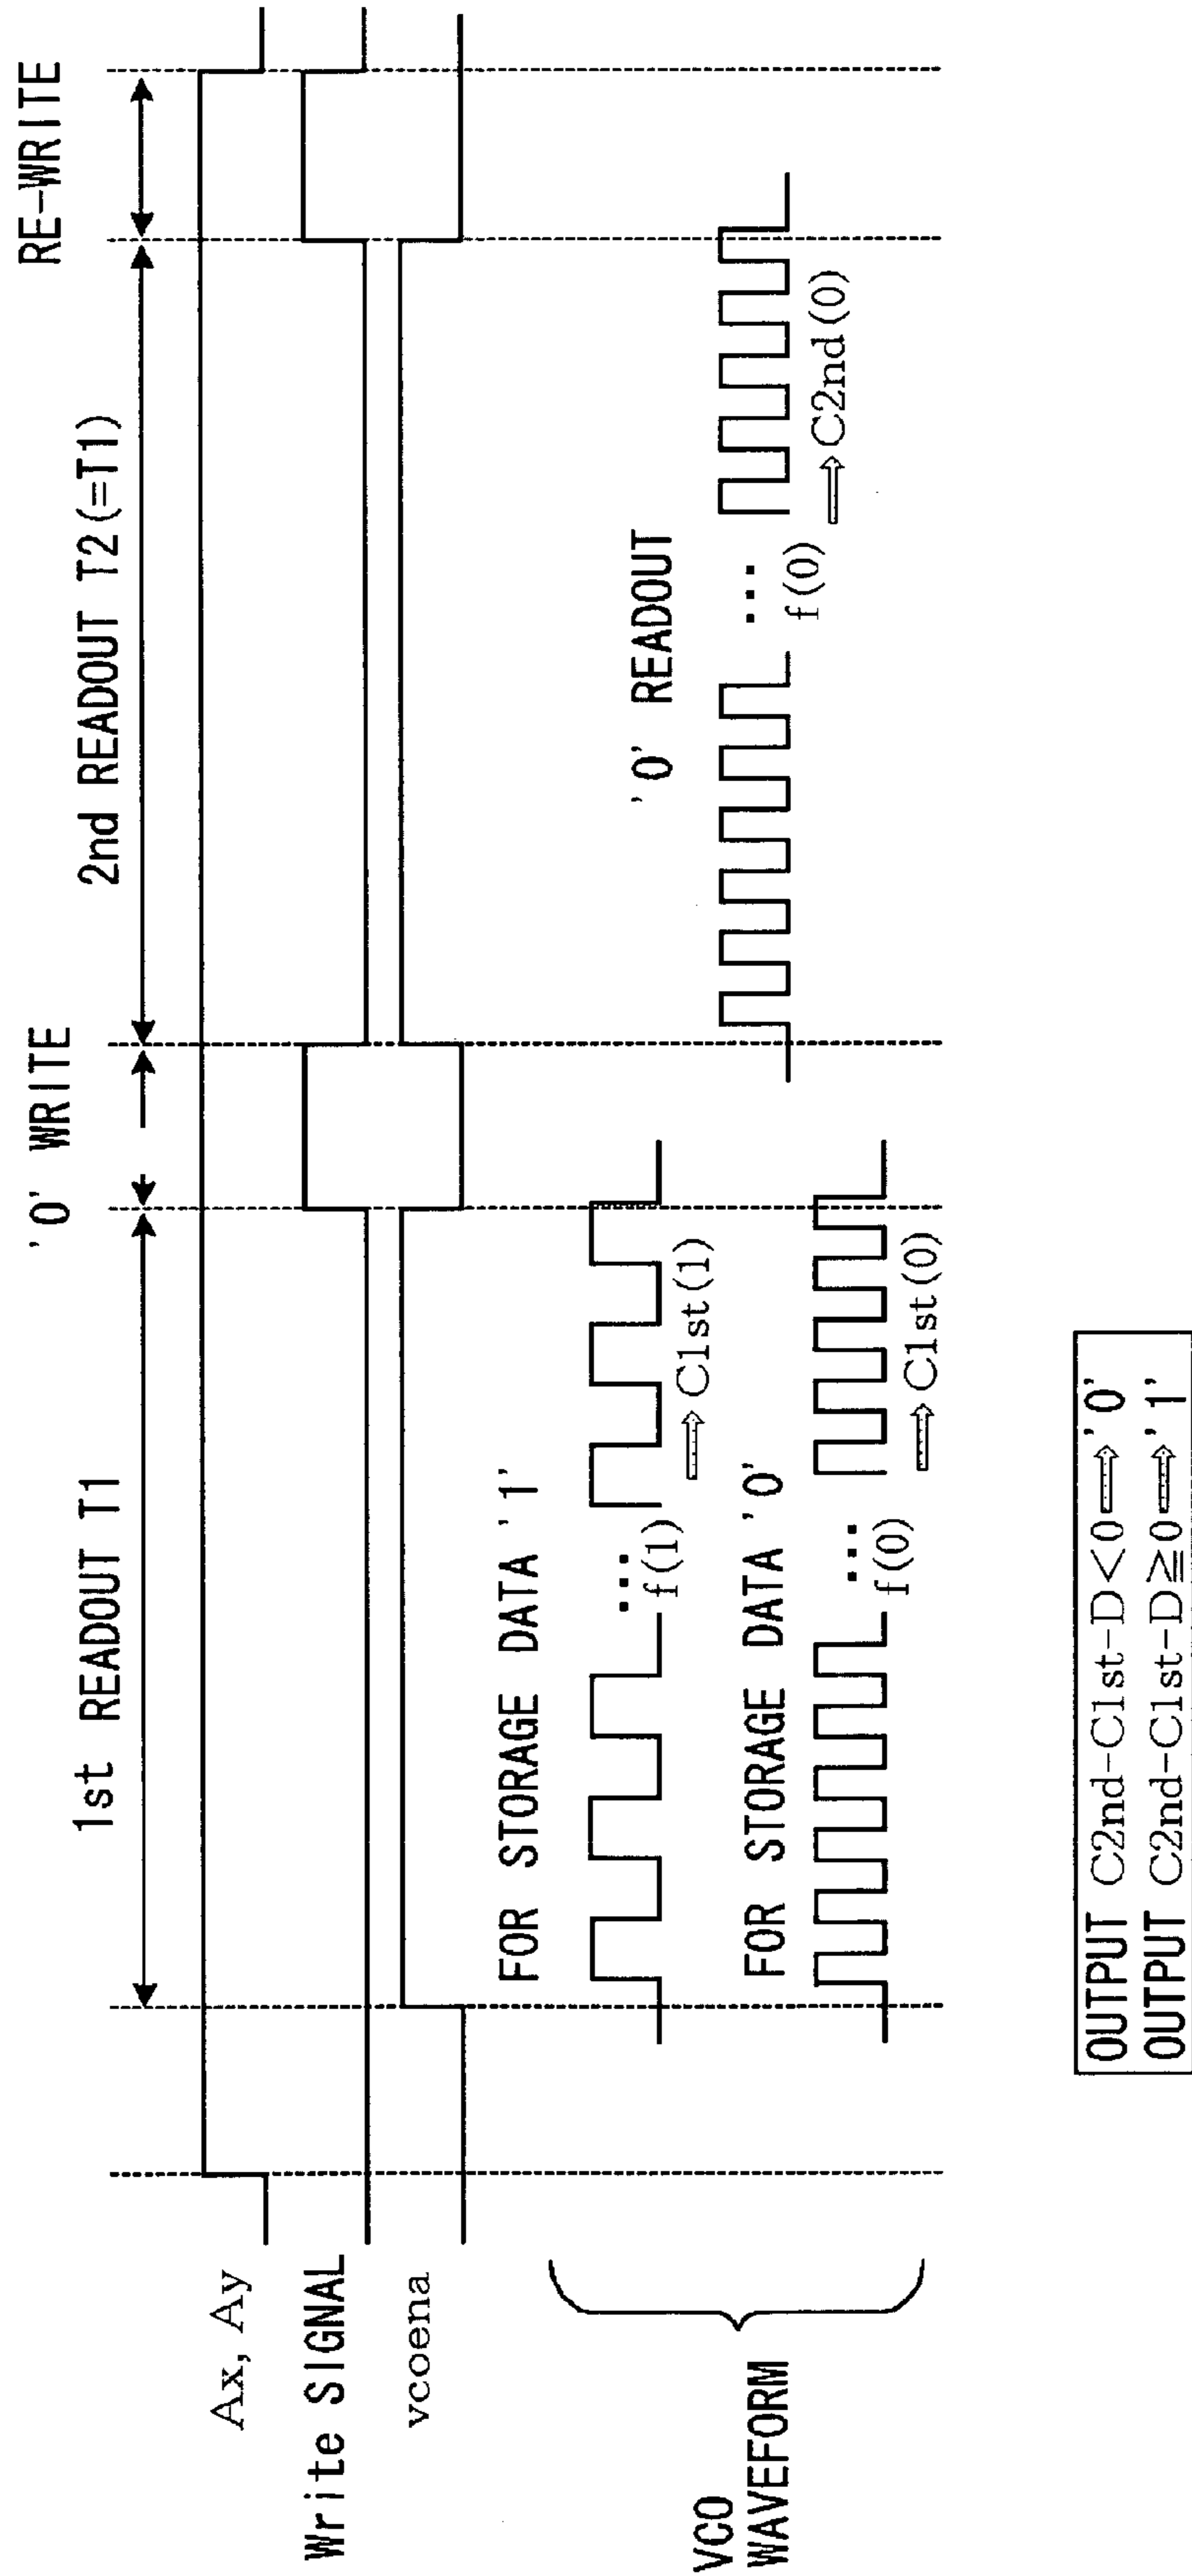 1st READOUT T1
'0' WRITE
2nd READOUT T2(=T1)
RE-WRITE
Ax, Ay
Write SIGNAL
vcoena
VCO
WAVEFORM
FOR STORAGE DATA '1'
... f(1)
⇒C1st(1)
FOR STORAGE DATA '0'
... f(0)
⇒C1st(0)
'0' READOUT
... f(0)
⇒C2nd(0)
OUTPUT C2nd-C1st-D<0⇒'0'
OUTPUT C2nd-C1st-D≧0⇒'1'